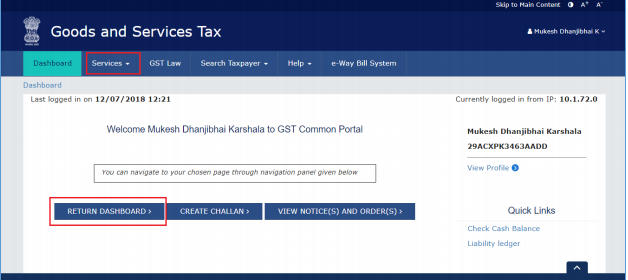 Skip to Main Content A+ A-
Goods and Services Tax
Mukesh Dhanjibhai K
Dashboard Services GST Law Search Taxpayer Help e-Way Bill System
Dashboard
Last logged in on 12/07/2018 12:21 Currently logged in from IP: 10.1.72.0
Welcome Mukesh Dhanjibhai Karshala to GST Common Portal
Mukesh Dhanjibhai Karshala
29ACXPK3463AADD
You can navigate to your chosen page through navigation panel given below
View Profile
RETURN DASHBOARD > CREATE CHALLAN > VIEW NOTICE(S) AND ORDER(S) >
Quick Links
Check Cash Balance
Liability ledger